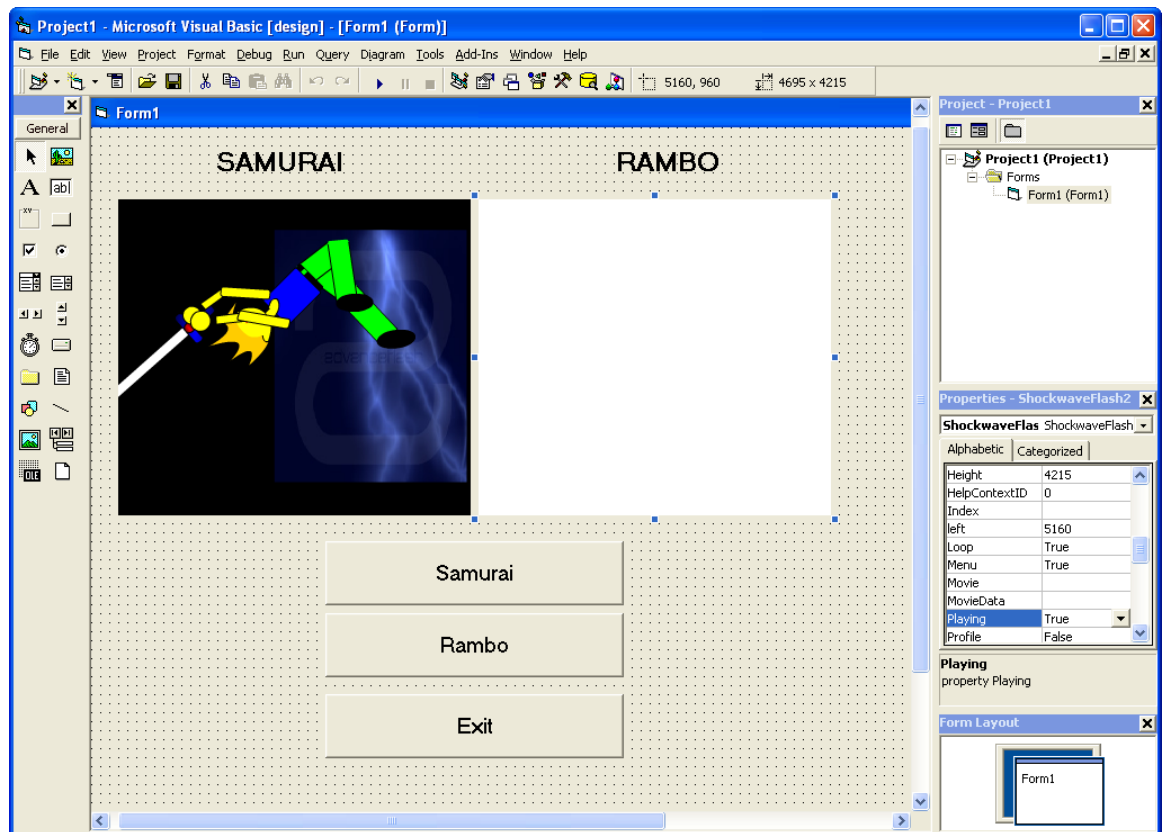 Project1 - Microsoft Visual Basic [design] - [Form1 (Form)]
File Edit View Project Format Debug Run Query Diagram Tools Add-Ins Window Help
5160, 960 4695 x 4215
General
A ab|
XY
OLE
Form1
SAMURAI RAMBO
Samurai
Rambo
Exit
Project - Project1
Project1 (Project1)
Forms
Form1 (Form1)
Properties - ShockwaveFlash2
ShockwaveFlas ShockwaveFlash
Alphabetic Categorized
Height 4215
HelpContextID 0
Index
left 5160
Loop True
Menu True
Movie
MovieData
Playing True
Profile False
Playing
property Playing
Form Layout
Form1